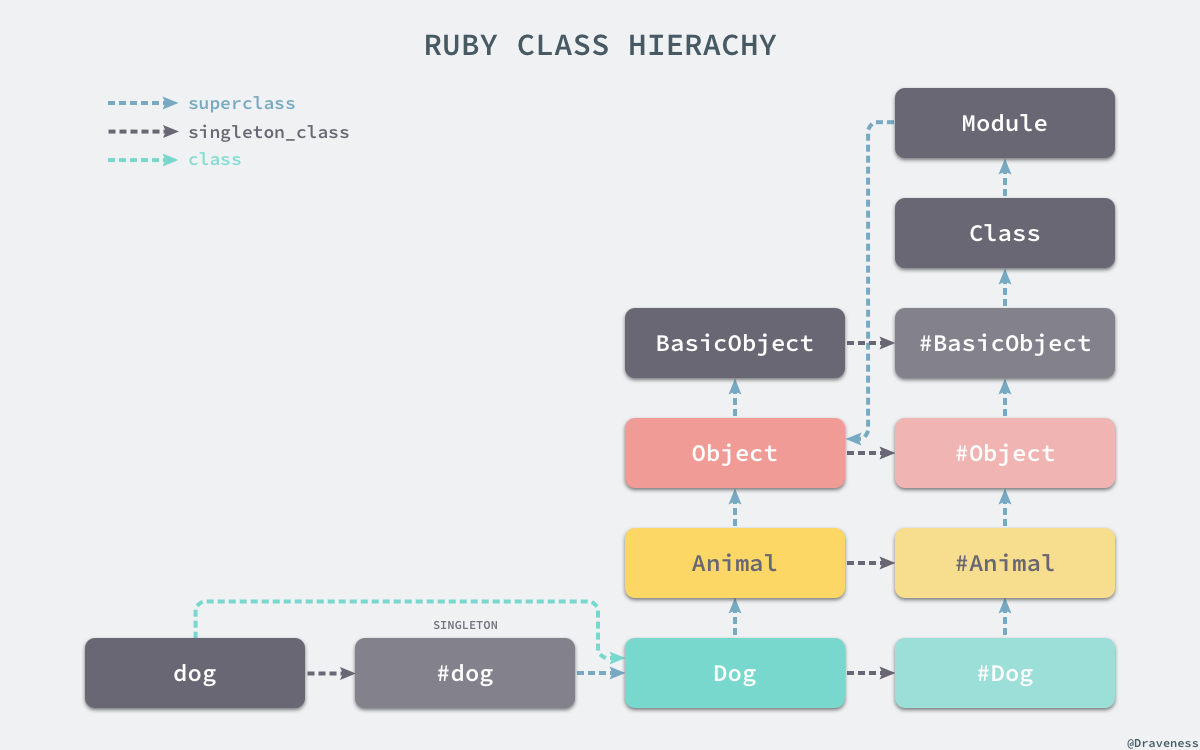 RUBY CLASS HIERACHY
superclass
singleton_class
class
Module
Class
BasicObject
#BasicObject
Object
#Object
Animal
#Animal
SINGLETON
dog
#dog
Dog
#Dog
@Draveness